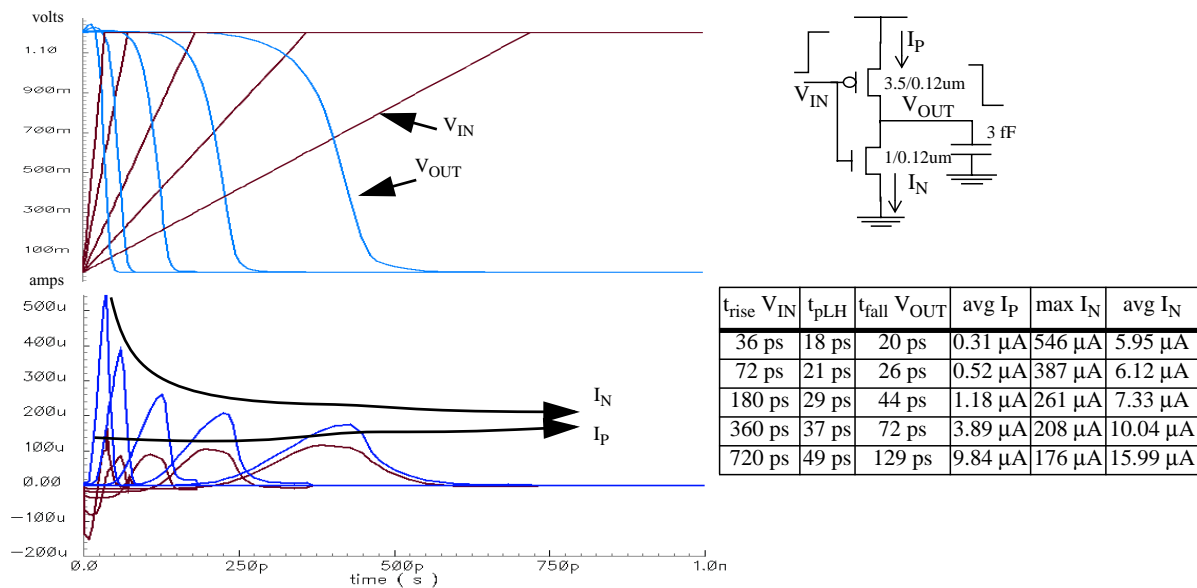 volts
1.10
900m
700m
500m
300m
100m
V_IN
V_OUT
amps
500u
400u
300u
200u
100u
0.00
−100u
−200u
I_N
I_P
0.0
250p
500p
750p
1.0n
time ( s )
I_P
3.5/0.12um
V_IN
V_OUT
3 fF
1/0.12um
I_N
t_rise V_IN t_pLH t_fall V_OUT avg I_P max I_N avg I_N
36 ps 18 ps 20 ps 0.31 μA 546 μA 5.95 μA
72 ps 21 ps 26 ps 0.52 μA 387 μA 6.12 μA
180 ps 29 ps 44 ps 1.18 μA 261 μA 7.33 μA
360 ps 37 ps 72 ps 3.89 μA 208 μA 10.04 μA
720 ps 49 ps 129 ps 9.84 μA 176 μA 15.99 μA